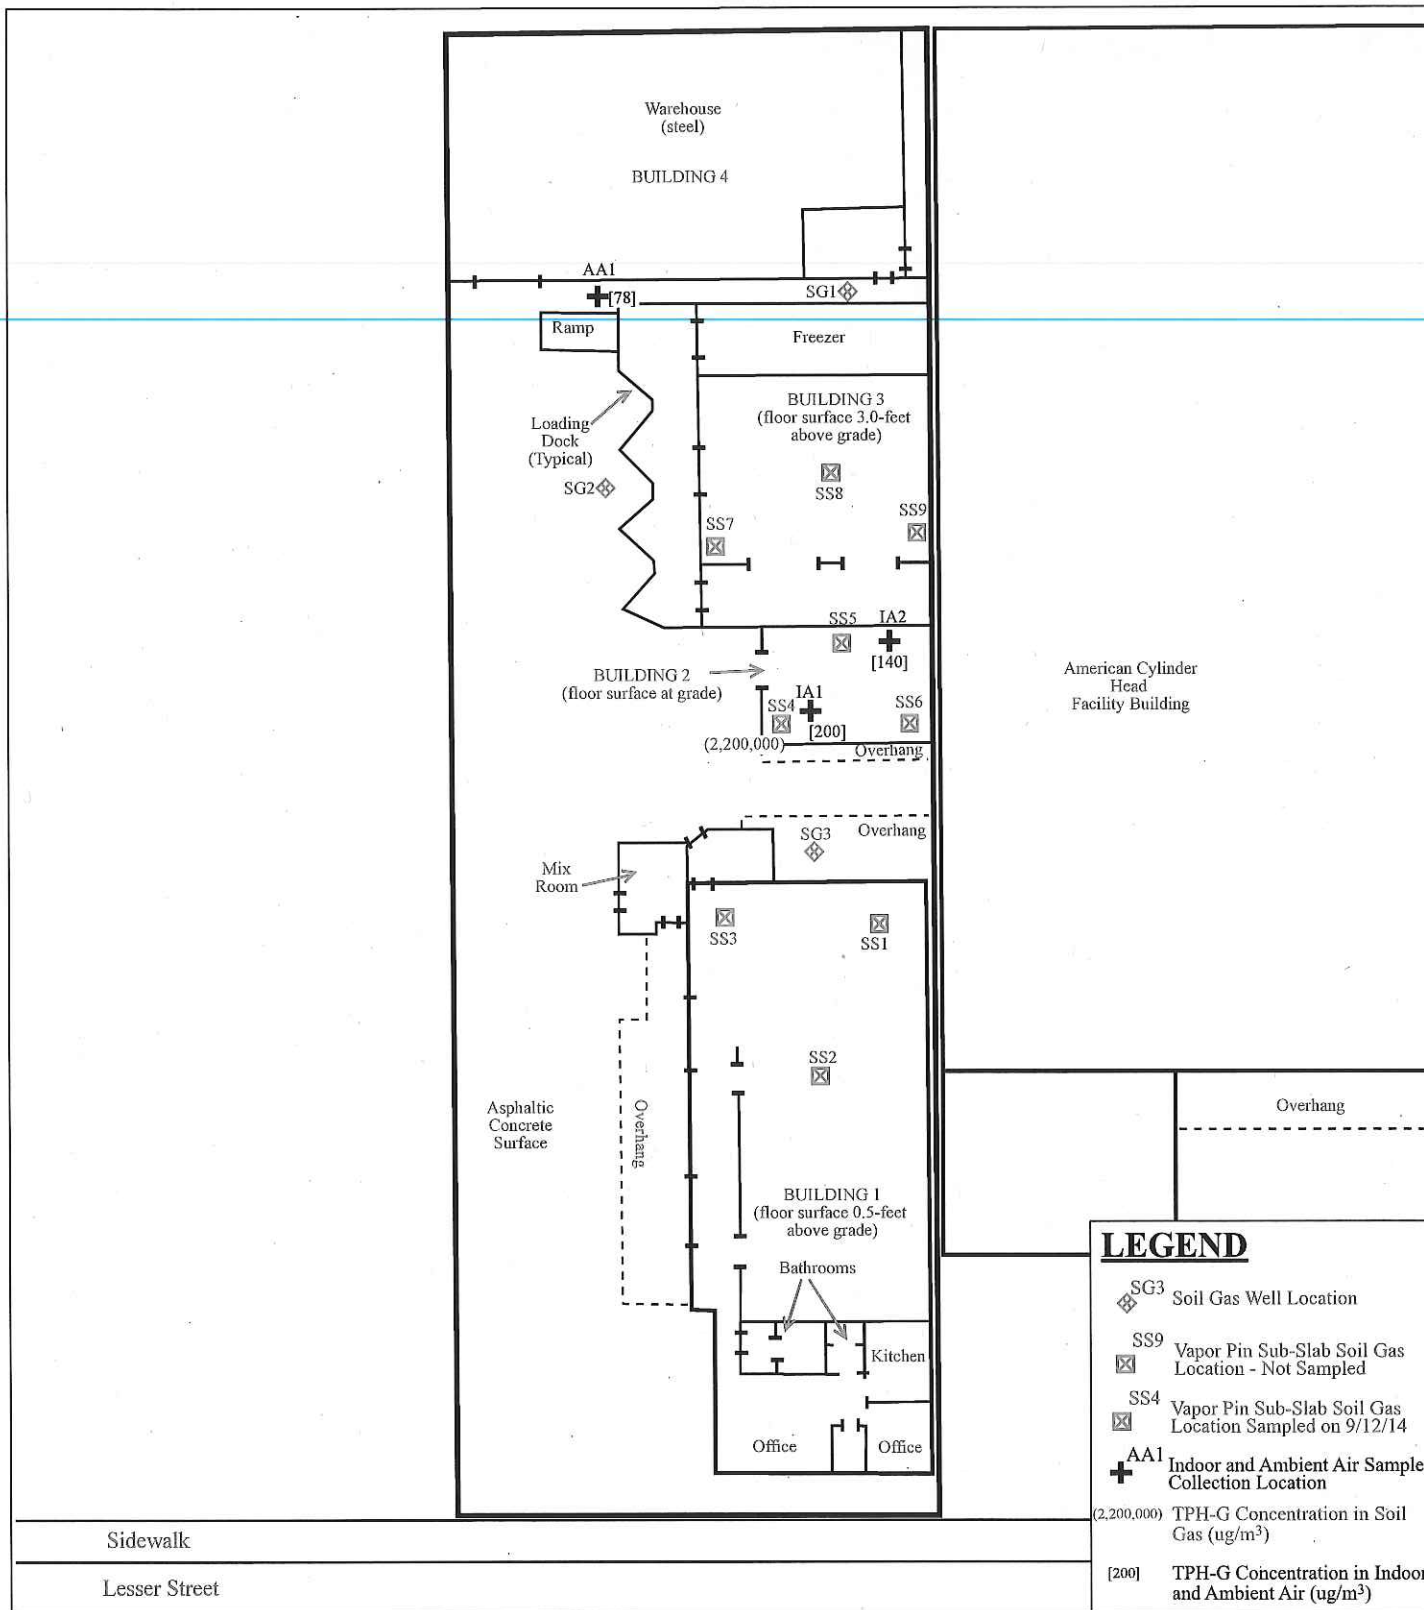 Warehouse
(steel)
BUILDING 4
AA1
[78]
SG1
Ramp
Freezer
BUILDING 3
(floor surface 3.0-feet
above grade)
Loading
Dock
(Typical)
SG2
SS8
SS7
SS9
SS5
IA2
[140]
BUILDING 2
(floor surface at grade)
IA1
SS4
SS6
[200]
(2,200,000)
Overhang
American Cylinder
Head
Facility Building
SG3
Overhang
Mix
Room
SS3
SS1
SS2
Asphaltic
Concrete
Surface
Overhang
Overhang
BUILDING 1
(floor surface 0.5-feet
above grade)
Bathrooms
Kitchen
Office
Office
Sidewalk
Lesser Street
LEGEND
SG3 Soil Gas Well Location
SS9 Vapor Pin Sub-Slab Soil Gas
Location - Not Sampled
SS4 Vapor Pin Sub-Slab Soil Gas
Location Sampled on 9/12/14
AA1 Indoor and Ambient Air Sample
Collection Location
(2,200,000) TPH-G Concentration in Soil
Gas (ug/m³)
[200] TPH-G Concentration in Indoor
and Ambient Air (ug/m³)